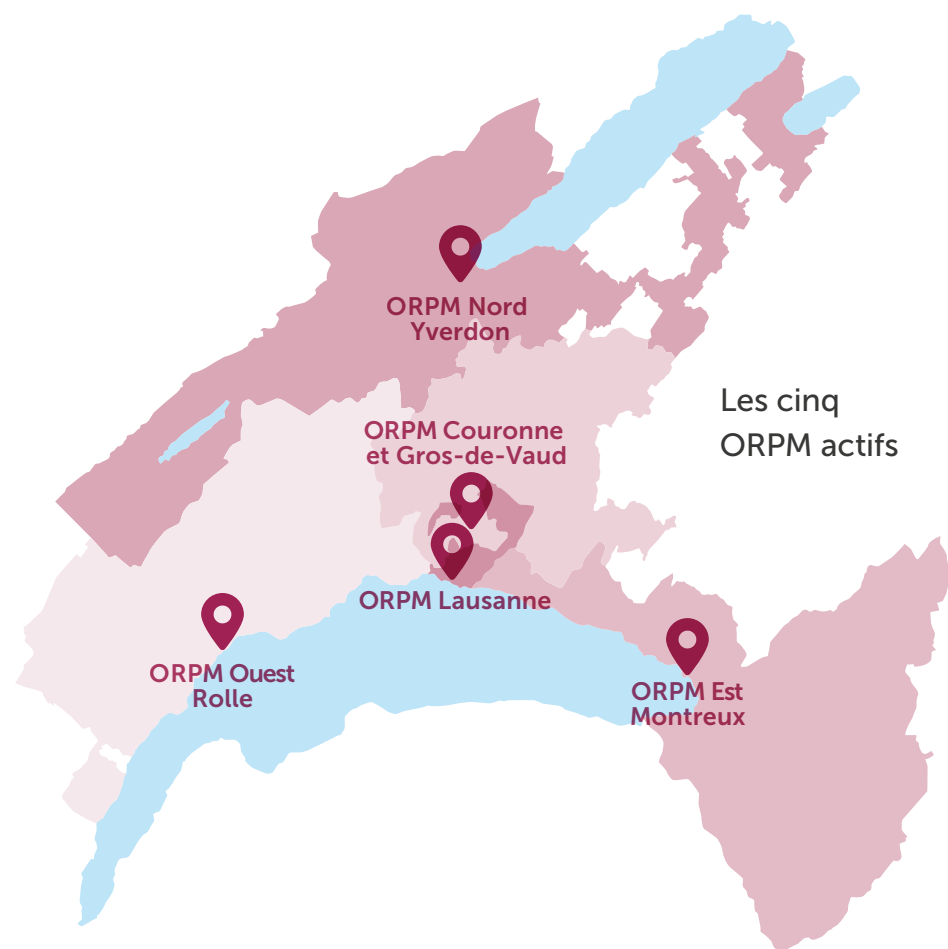 ORPM Nord
Yverdon
Les cinq
ORPM actifs
ORPM Couronne
et Gros-de-Vaud
ORPM Lausanne
ORPM Ouest
Rolle
ORPM Est
Montreux